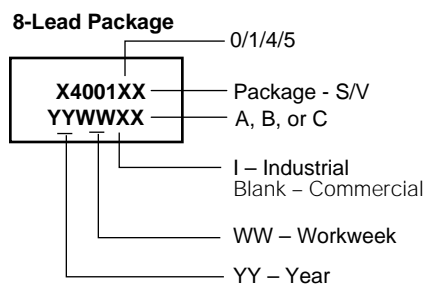 8-Lead Package
0/1/4/5
X4001XX
Package - S/V
YYWWXX
A, B, or C
I – Industrial
Blank – Commercial
WW – Workweek
YY – Year